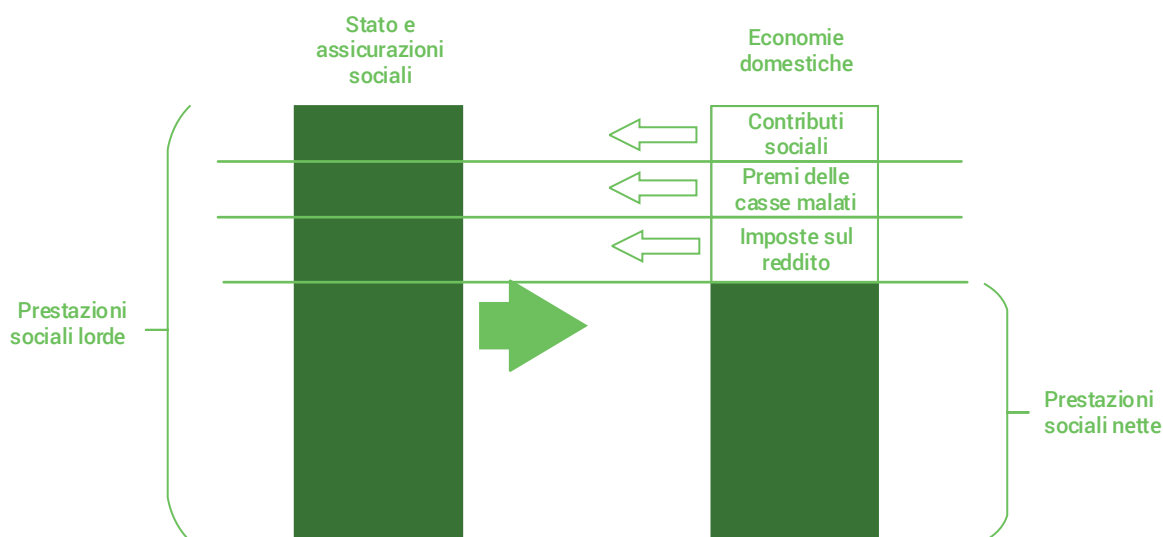 Stato e
assicurazioni
sociali
Economie
domestiche
Contributi
sociali
Premi delle
casse malati
Imposte sul
reddito
Prestazioni
sociali lorde
Prestazioni
sociali nette